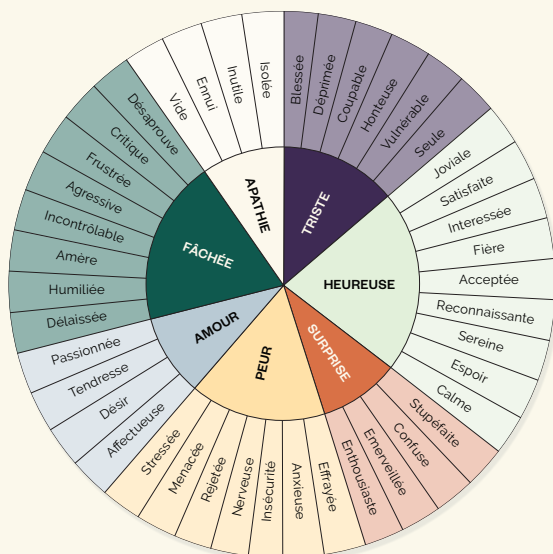 TRISTE
Blessée
Déprimée
Coupable
Honteuse
Vulnérable
Seule
HEUREUSE
Joviale
Satisfaite
Interessée
Fière
Acceptée
Reconnaissante
Sereine
Espoir
Calme
SURPRISE
Stupéfaite
Confuse
Emerveillée
Enthousiaste
PEUR
Effrayée
Anxieuse
Insécurité
Nerveuse
Rejetée
Menacée
Stressée
AMOUR
Affectueuse
Désir
Tendresse
Passionnée
FÂCHÉE
Délaissée
Humiliée
Amère
Incontrôlable
Agressive
Frustrée
Critique
Désaprouve
APATHIE
Vide
Ennui
Inutile
Isolée